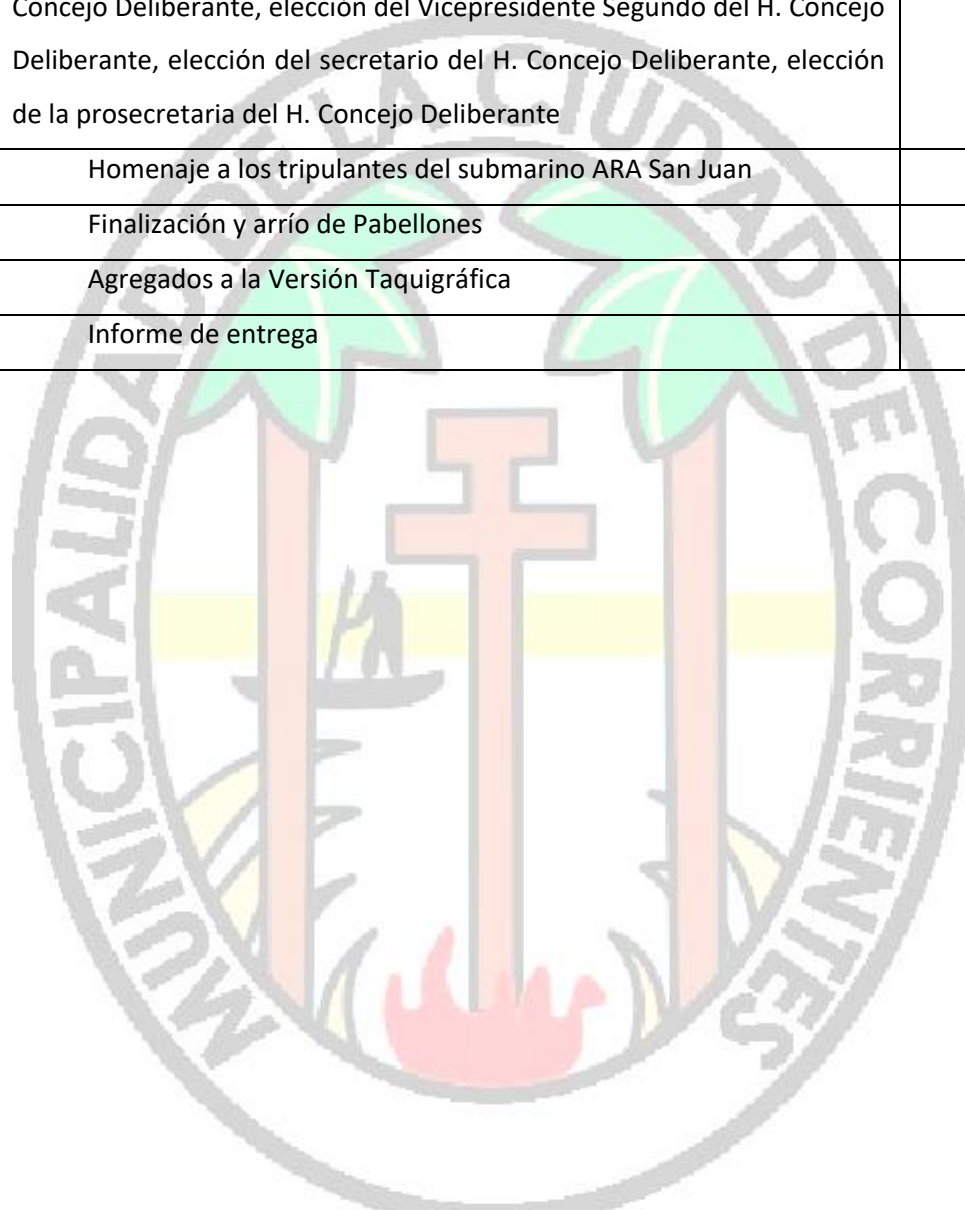 Concejo Deliberante, elección del Vicepresidente Segundo del H. Concejo
Deliberante, elección del secretario del H. Concejo Deliberante, elección
de la prosecretaria del H. Concejo Deliberante
Homenaje a los tripulantes del submarino ARA San Juan
Finalización y arrío de Pabellones
Agregados a la Versión Taquigráfica
Informe de entrega
MUNICIPALIDAD DE LA CIUDAD DE CORRIENTES